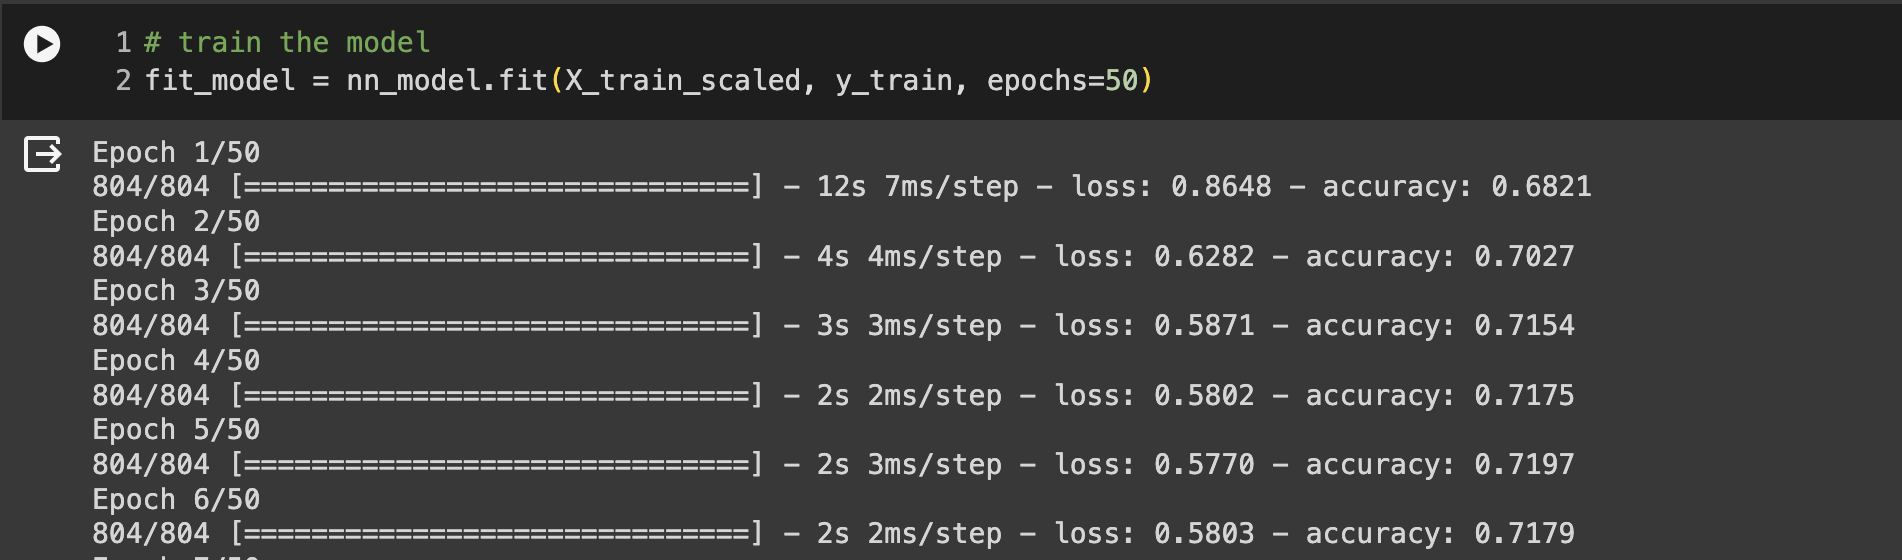 1 # train the model
2 fit_model = nn_model.fit(X_train_scaled, y_train, epochs=50)
Epoch 1/50
804/804 [==============================] - 12s 7ms/step - loss: 0.8648 - accuracy: 0.6821
Epoch 2/50
804/804 [==============================] - 4s 4ms/step - loss: 0.6282 - accuracy: 0.7027
Epoch 3/50
804/804 [==============================] - 3s 3ms/step - loss: 0.5871 - accuracy: 0.7154
Epoch 4/50
804/804 [==============================] - 2s 2ms/step - loss: 0.5802 - accuracy: 0.7175
Epoch 5/50
804/804 [==============================] - 2s 3ms/step - loss: 0.5770 - accuracy: 0.7197
Epoch 6/50
804/804 [==============================] - 2s 2ms/step - loss: 0.5803 - accuracy: 0.7179